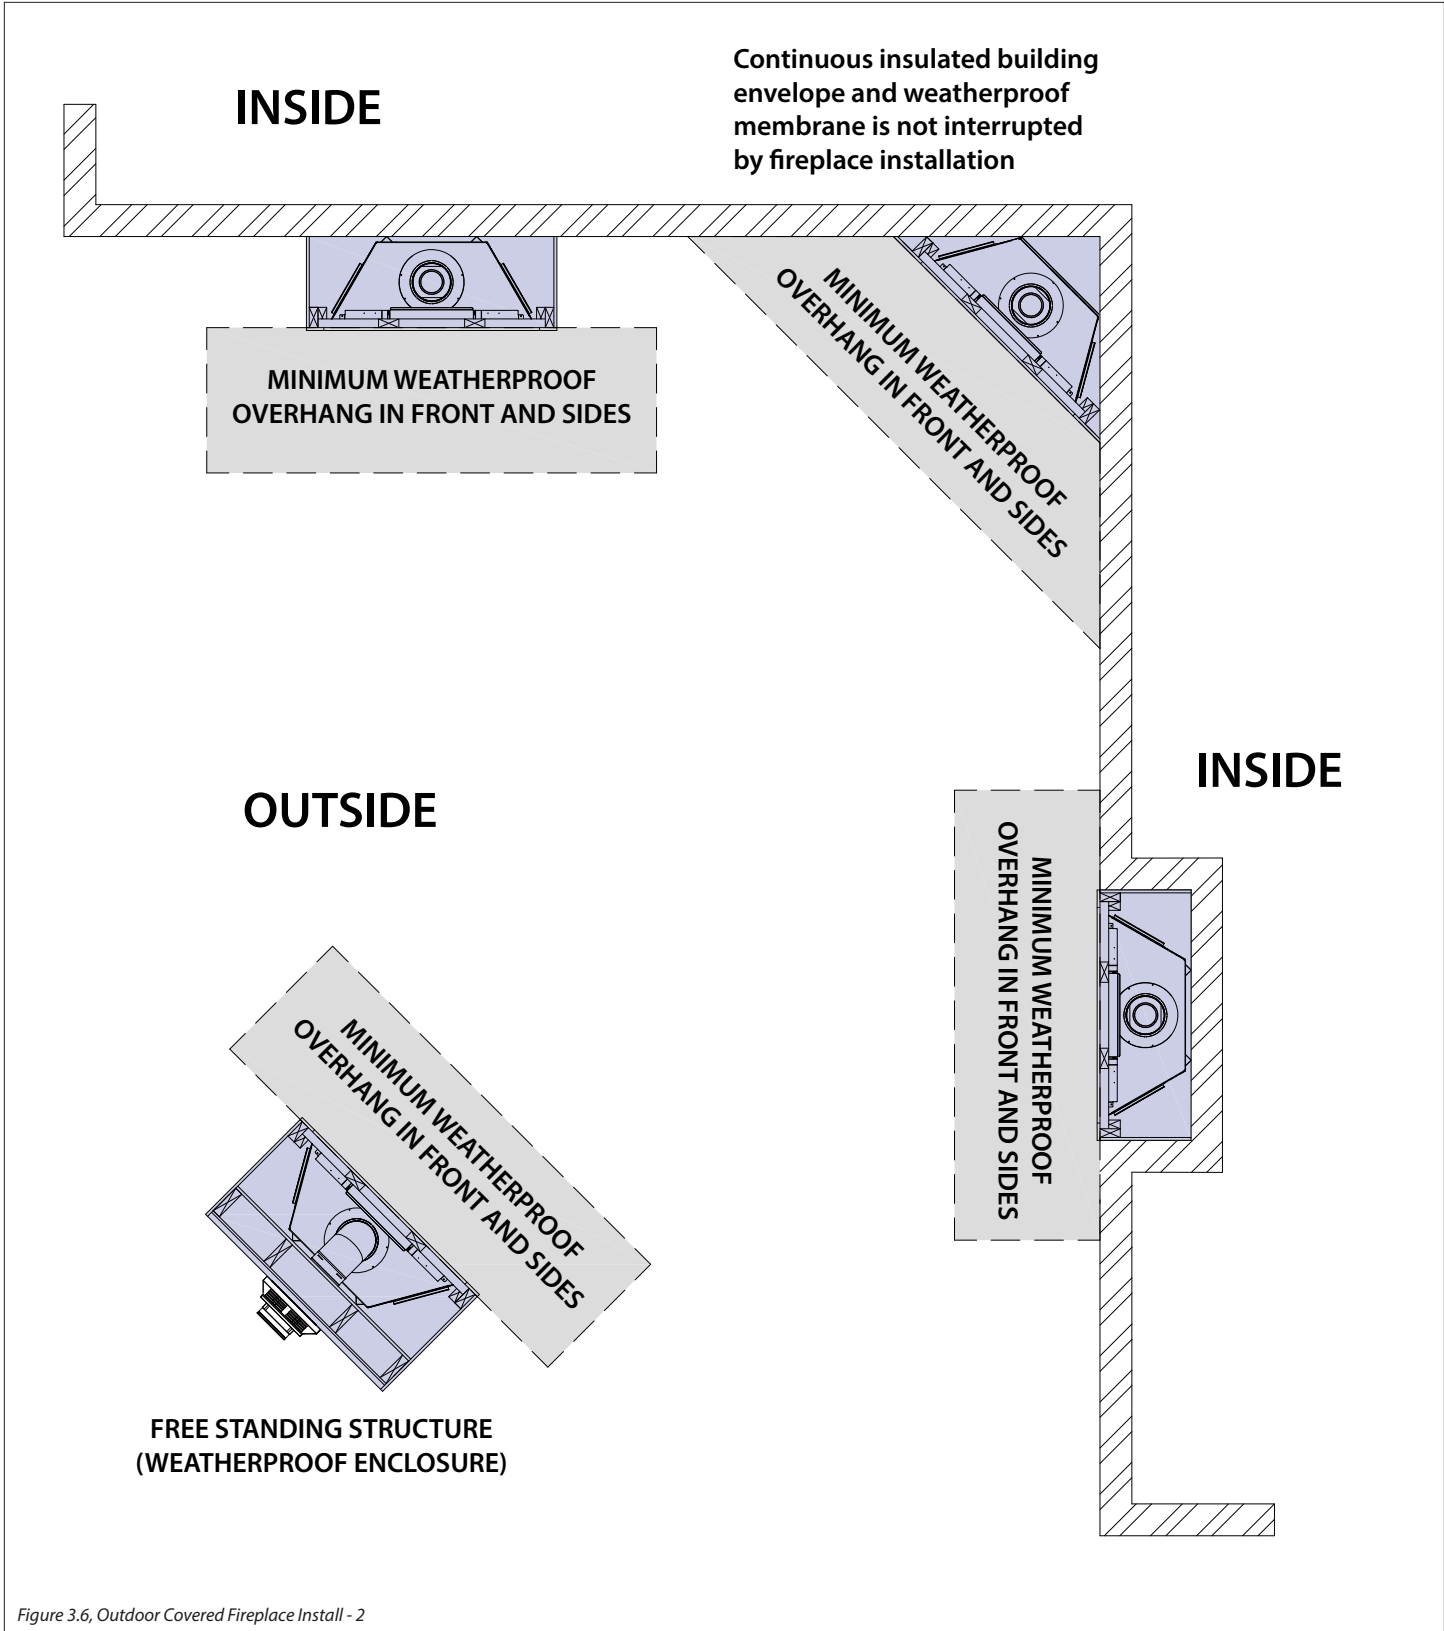 INSIDE
Continuous insulated building
envelope and weatherproof
membrane is not interrupted
by fireplace installation
MINIMUM WEATHERPROOF
OVERHANG IN FRONT AND SIDES
MINIMUM WEATHERPROOF
OVERHANG IN FRONT AND SIDES
INSIDE
OUTSIDE
MINIMUM WEATHERPROOF
OVERHANG IN FRONT AND SIDES
MINIMUM WEATHERPROOF
OVERHANG IN FRONT AND SIDES
FREE STANDING STRUCTURE
(WEATHERPROOF ENCLOSURE)
Figure 3.6, Outdoor Covered Fireplace Install - 2